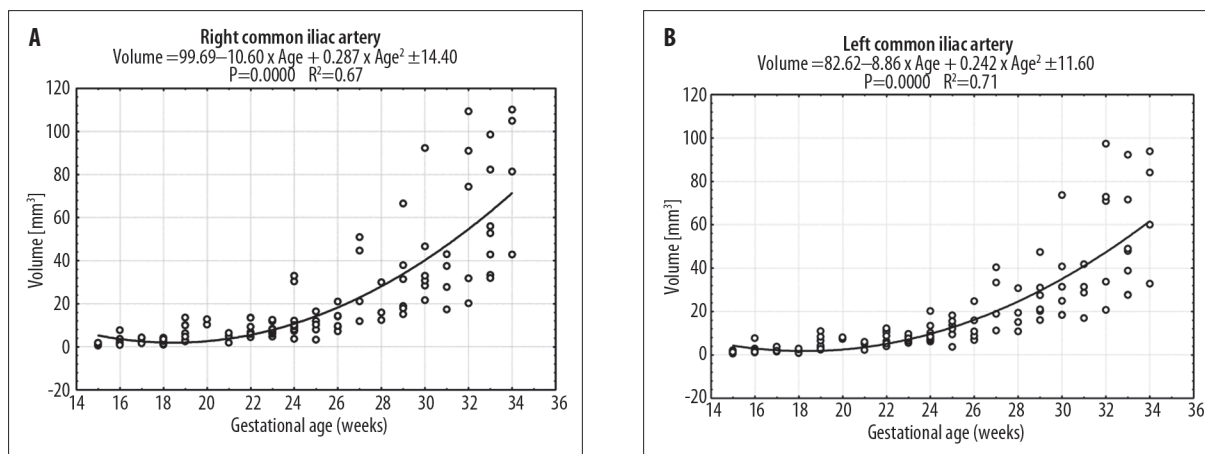 A
Right common iliac artery
Volume =99.69–10.60 x Age + 0.287 x Age² ±14.40
P=0.0000 R²=0.67
120
100
80
60
40
20
0
-20
Volume [mm³]
14 16 18 20 22 24 26 28 30 32 34 36
Gestational age (weeks)
B
Left common iliac artery
Volume =82.62–8.86 x Age + 0.242 x Age² ±11.60
P=0.0000 R²=0.71
120
100
80
60
40
20
0
-20
Volume [mm³]
14 16 18 20 22 24 26 28 30 32 34 36
Gestational age (weeks)